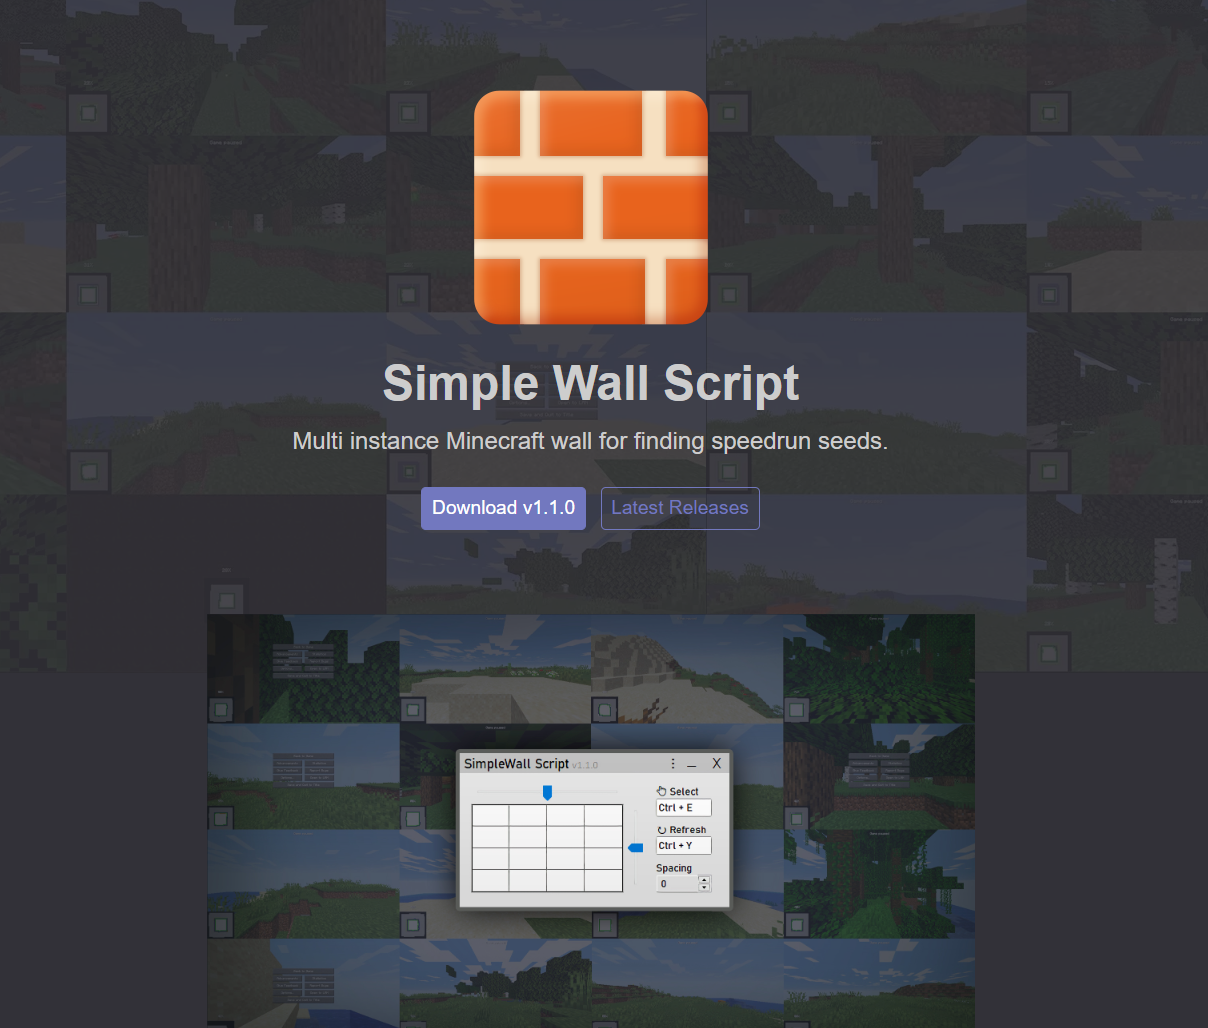 Simple Wall Script
Multi instance Minecraft wall for finding speedrun seeds.
Download v1.1.0
Latest Releases
SimpleWall Script v1.1.0
Select
Ctrl + E
Refresh
Ctrl + Y
Spacing
0